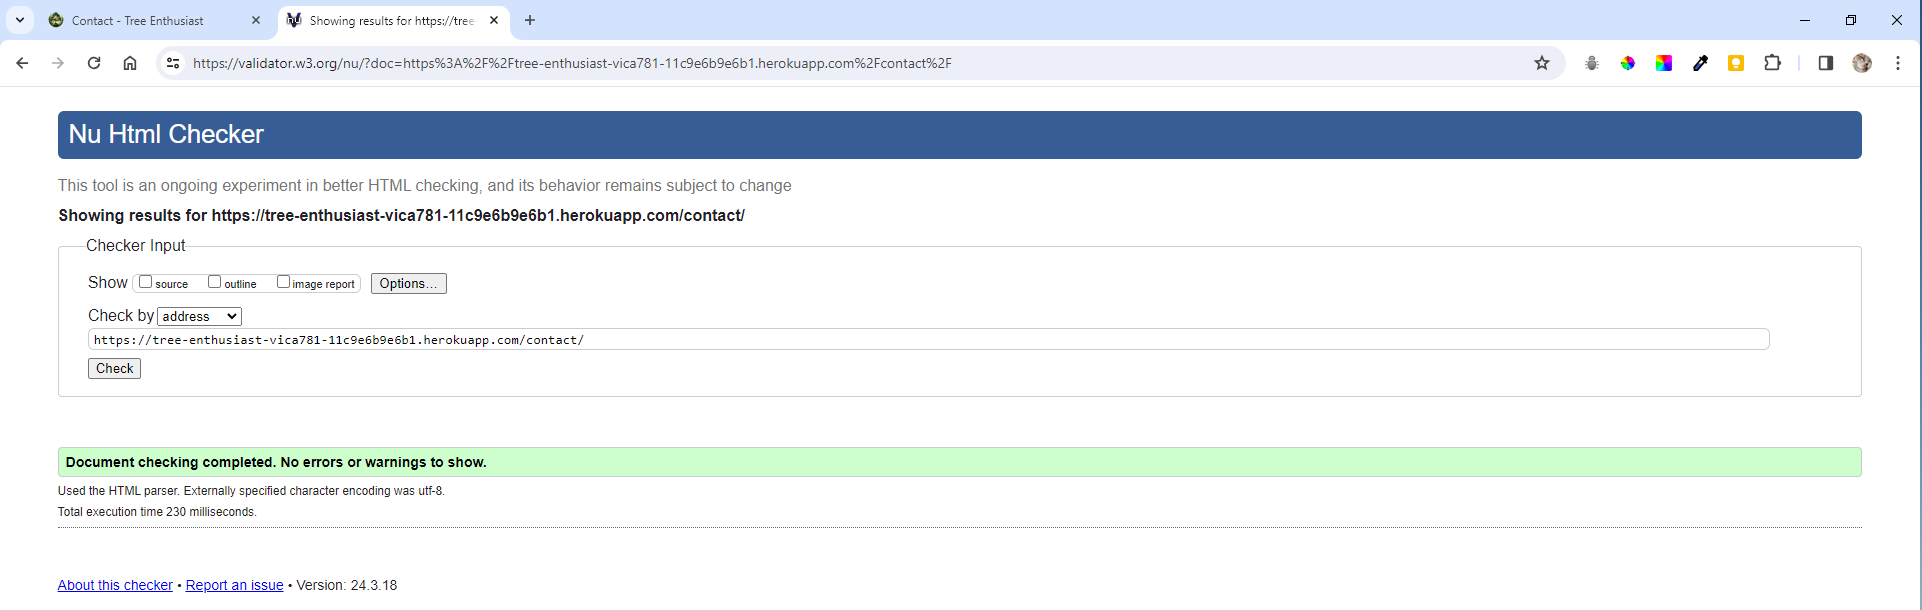 Contact - Tree Enthusiast
Showing results for https://tree
https://validator.w3.org/nu/?doc=https%3A%2F%2Ftree-enthusiast-vica781-11c9e6b9e6b1.herokuapp.com%2Fcontact%2F
Nu Html Checker
This tool is an ongoing experiment in better HTML checking, and its behavior remains subject to change
Showing results for https://tree-enthusiast-vica781-11c9e6b9e6b1.herokuapp.com/contact/
Checker Input
Show source outline image report Options...
Check by address
https://tree-enthusiast-vica781-11c9e6b9e6b1.herokuapp.com/contact/
Check
Document checking completed. No errors or warnings to show.
Used the HTML parser. Externally specified character encoding was utf-8.
Total execution time 230 milliseconds.
About this checker • Report an issue • Version: 24.3.18